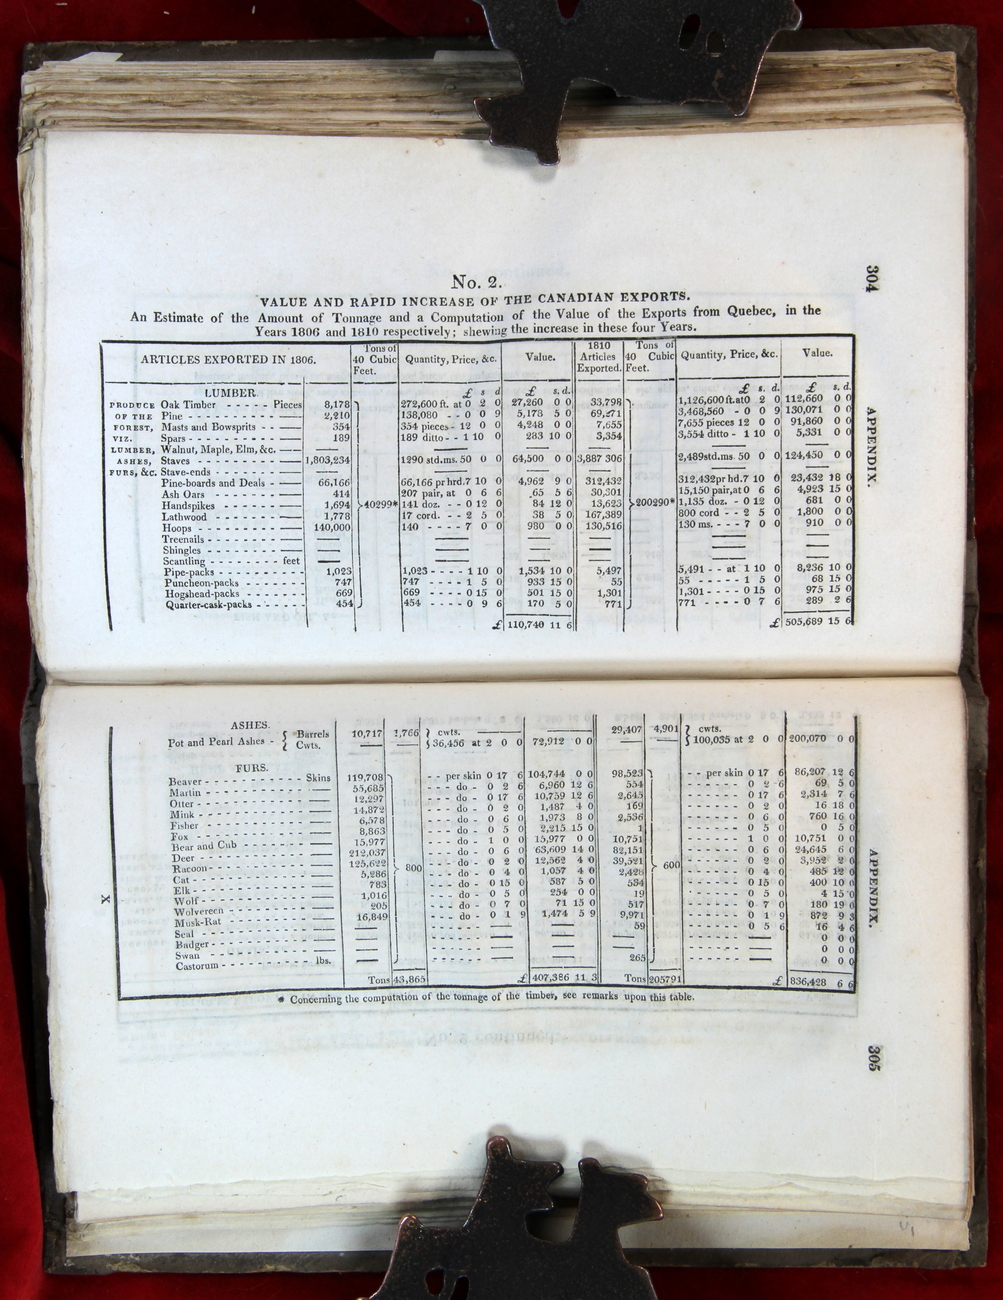 304
No. 2.
VALUE AND RAPID INCREASE OF THE CANADIAN EXPORTS.
An Estimate of the Amount of Tonnage and a Computation of the Value of the Exports from Quebec, in the
Years 1806 and 1810 respectively; shewing the increase in these four Years.
ARTICLES EXPORTED IN 1806. Tons of 40 Cubic Feet. Quantity, Price, &c. Value. 1810 Articles Exported. Tons of 40 Cubic Feet. Quantity, Price, &c. Value.
LUMBER. £ s d £ s. d. £ s. d. £ s. d.
PRODUCE Oak Timber - - - - - Pieces 8,178 272,600 ft. at 0 2 0 27,260 0 0 33,798 1,126,600 ft. at 0 2 0 112,660 0 0
OF THE Pine - - - - - - - - - 2,210 138,080 - - 0 0 9 5,178 5 0 69,271 3,468,560 - 0 0 9 130,071 0 0
FOREST, Masts and Bowsprits - - — 354 354 pieces - 12 0 0 4,248 0 0 7,655 7,655 pieces 12 0 0 91,860 0 0
VIZ. Spars - - - - - - - - — 189 189 ditto - - 1 10 0 283 10 0 3,354 3,554 ditto - 1 10 0 5,331 0 0
LUMBER, Walnut, Maple, Elm, &c. — — — — — — —
ASHES, Staves - - - - - - - - — 1,803,234 1290 std. ms. 50 0 0 64,500 0 0 3,887 306 2,489 std. ms. 50 0 0 124,450 0 0
FURS, &c. Stave-ends - - - - - - — — — — — — —
Pine-boards and Deals - — 66,166 66,166 pr hrd. 7 10 0 4,962 9 0 312,432 312,432 pr hd. 7 10 0 23,432 18 0
Ash Oars - - - - - - - - — 414 207 pair, at 0 6 6 65 5 6 30,301 15,150 pair, at 0 6 6 4,923 15 0
Handspikes - - - - - - — 1,694 40299* 141 doz. - - 0 12 0 84 12 0 13,623 200290* 1,135 doz. - 0 12 0 681 0 0
Lathwood - - - - - - - — 1,778 17 cord. - - 2 5 0 38 5 0 167,389 800 cord - - 2 5 0 1,800 0 0
Hoops - - - - - - - - — 140,000 140 - - - - 7 0 0 980 0 0 130,516 130 ms. - - - 7 0 0 910 0 0
Treenails - - - - - - - — — — — — — —
Shingles - - - - - - - — — — — — — —
Scantling - - - - - - - feet — — — — — —
Pipe-packs - - - - - - - 1,023 1,023 - - - - 1 10 0 1,534 10 0 5,497 5,491 - - at 1 10 0 8,236 10 0
Puncheon-packs - - - - - 747 747 - - - - 1 5 0 933 15 0 55 55 - - - - - 1 5 0 68 15 0
Hogshead-packs - - - - - 669 669 - - - - 0 15 0 501 15 0 1,301 1,301 - - - - 0 15 0 975 15 0
Quarter-cask-packs - - - - 454 454 - - - - 0 9 6 170 5 0 771 771 - - - - 0 7 6 289 2 6
£ 110,740 11 6 £ 505,689 15 6
APPENDIX.
ASHES.
Pot and Pearl Ashes - { Barrels 10,717 1,766 cwts. 29,407 4,901 cwts.
Cwts. — 36,456 at 2 0 0 72,912 0 0 — 100,035 at 2 0 0 200,070 0 0
FURS.
Beaver - - - - - - - - Skins 119,708 - - per skin 0 17 6 104,744 0 0 98,523 - - per skin 0 17 6 86,207 12 6
Martin - - - - - - - - — 55,685 - - - do - 0 2 6 6,960 12 6 554 - - - - - - 0 2 6 69 5 0
Otter - - - - - - - - — 12,297 - - - do - 0 17 6 10,759 12 6 2,645 - - - - - - 0 17 6 2,314 7 6
Mink - - - - - - - - — 14,872 - - - do - 0 2 0 1,487 4 0 169 - - - - - - 0 2 0 16 18 0
Fisher - - - - - - - - — 6,578 - - - do - 0 6 0 1,973 8 0 2,536 - - - - - - 0 6 0 760 16 0
Fox - - - - - - - - — 8,863 - - - do - 0 5 0 2,215 15 0 1 - - - - - - 0 5 0 0 5 0
Bear and Cub - - - - - - — 15,977 - - - do - 1 0 0 15,977 0 0 10,751 - - - - - - 1 0 0 10,751 0 0
Deer - - - - - - - - — 212,037 - - - do - 0 6 0 63,609 14 0 82,151 - - - - - - 0 6 0 24,645 6 0
Racoon - - - - - - - - — 125,622 800 - - - do - 0 2 0 12,562 4 0 39,521 600 - - - - - - 0 2 0 3,952 2 0
Cat - - - - - - - - — 5,286 - - - do - 0 4 0 1,057 4 0 2,428 - - - - - - 0 4 0 485 12 0
Elk - - - - - - - - — 783 - - - do - 0 15 0 587 5 0 534 - - - - - - 0 15 0 400 10 0
Wolf - - - - - - - - — 1,016 - - - do - 0 5 0 254 0 0 19 - - - - - - 0 5 0 4 15 0
Wolvereen - - - - - - - — 205 - - - do - 0 7 0 71 15 0 517 - - - - - - 0 7 0 180 19 0
Musk-Rat - - - - - - - — 16,849 - - - do - 0 1 9 1,474 5 9 9,971 - - - - - - 0 1 9 872 9 3
Seal - - - - - - - - — — — — 59 - - - - - - 0 5 6 16 4 6
Badger - - - - - - - - — — — — — 0 0 0
Swan - - - - - - - - — — — — — 0 0 0
Castorum - - - - - - - lbs. — — — 265 — 0 0 0
Tons 43,865 £ 407,386 11 3 Tons 205791 £ 836,428 6 6
* Concerning the computation of the tonnage of the timber, see remarks upon this table.
X
APPENDIX.
305